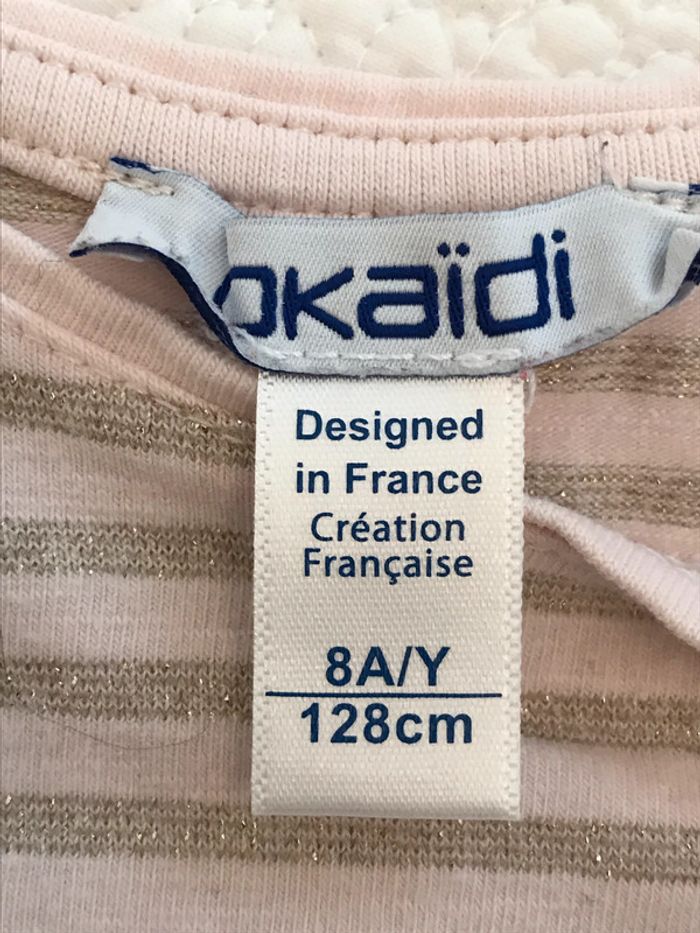 okaïdi
Designed
in France
Création
Française
8A/Y
128cm